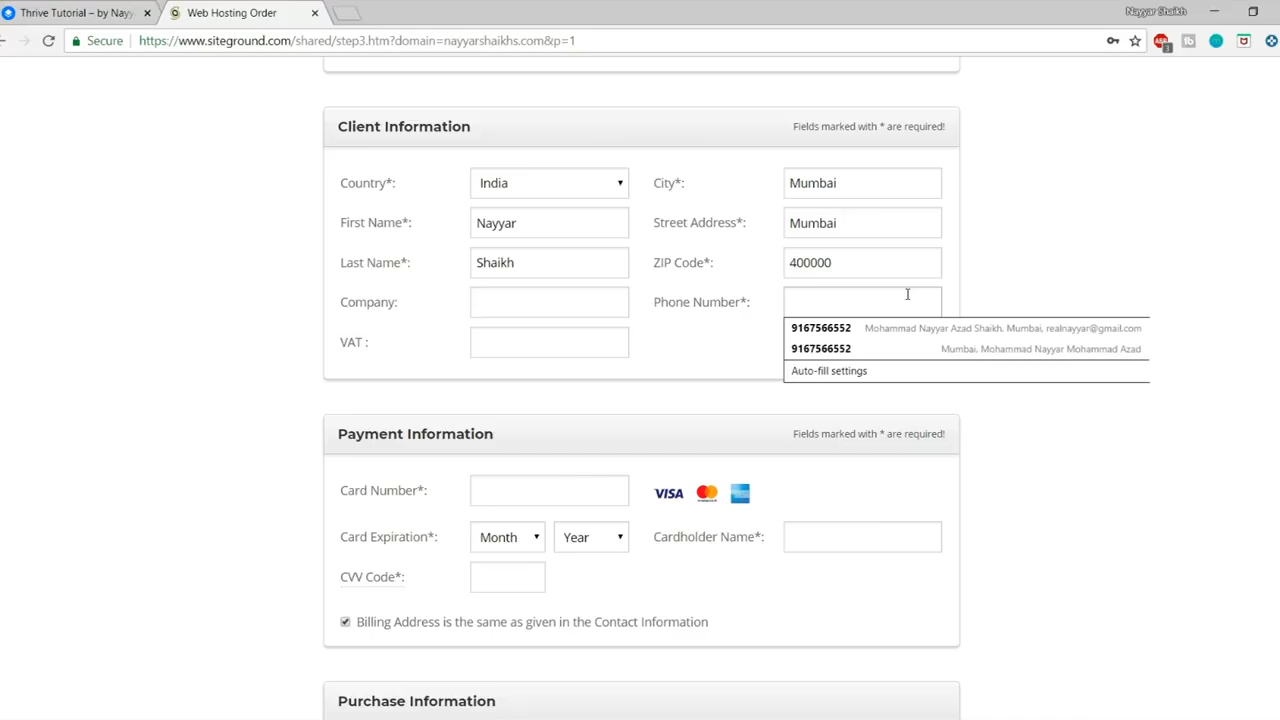 Thrive Tutorial – by Nayy
Web Hosting Order
Nayyar Shaikh
Secure
https://www.siteground.com/shared/step3.htm?domain=nayyarshaikhs.com&p=1
ABP
3
tb
Client Information
Fields marked with * are required!
Country*:
India
City*:
Mumbai
First Name*:
Nayyar
Street Address*:
Mumbai
Last Name*:
Shaikh
ZIP Code*:
400000
Company:
Phone Number*:
9167566552 Mohammad Nayyar Azad Shaikh, Mumbai, realnayyar@gmail.com
VAT :
9167566552 Mumbai, Mohammad Nayyar Mohammad Azad
Auto-fill settings
Payment Information
Fields marked with * are required!
Card Number*:
VISA
Card Expiration*:
Month
Year
Cardholder Name*:
CVV Code*:
Billing Address is the same as given in the Contact Information
Purchase Information